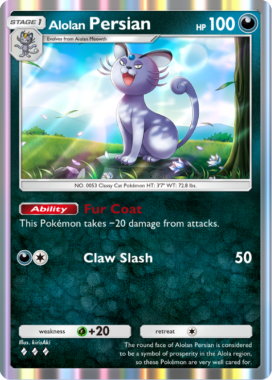 STAGE 1
Alolan Persian
HP 100
Evolves from Alolan Meowth
NO. 0053 Classy Cat Pokémon HT: 3'7" WT: 72.8 lbs.
Ability Fur Coat
This Pokémon takes −20 damage from attacks.
Claw Slash 50
weakness +20 retreat
Illus. kirisAki
The round face of Alolan Persian is considered
to be a symbol of prosperity in the Alola region,
so these Pokémon are very well cared for.